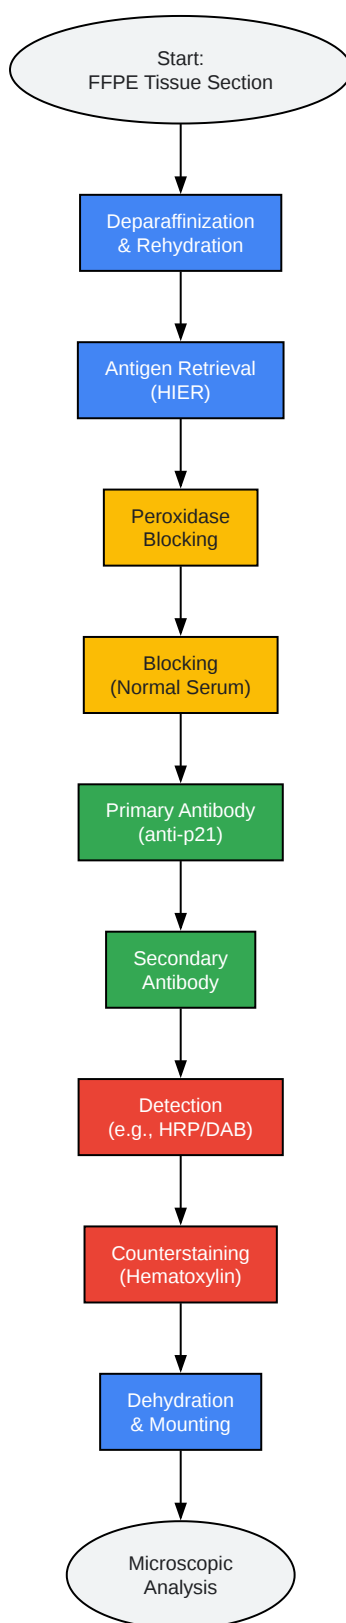 Start:
FFPE Tissue Section
Deparaffinization
& Rehydration
Antigen Retrieval
(HIER)
Peroxidase
Blocking
Blocking
(Normal Serum)
Primary Antibody
(anti-p21)
Secondary
Antibody
Detection
(e.g., HRP/DAB)
Counterstaining
(Hematoxylin)
Dehydration
& Mounting
Microscopic
Analysis